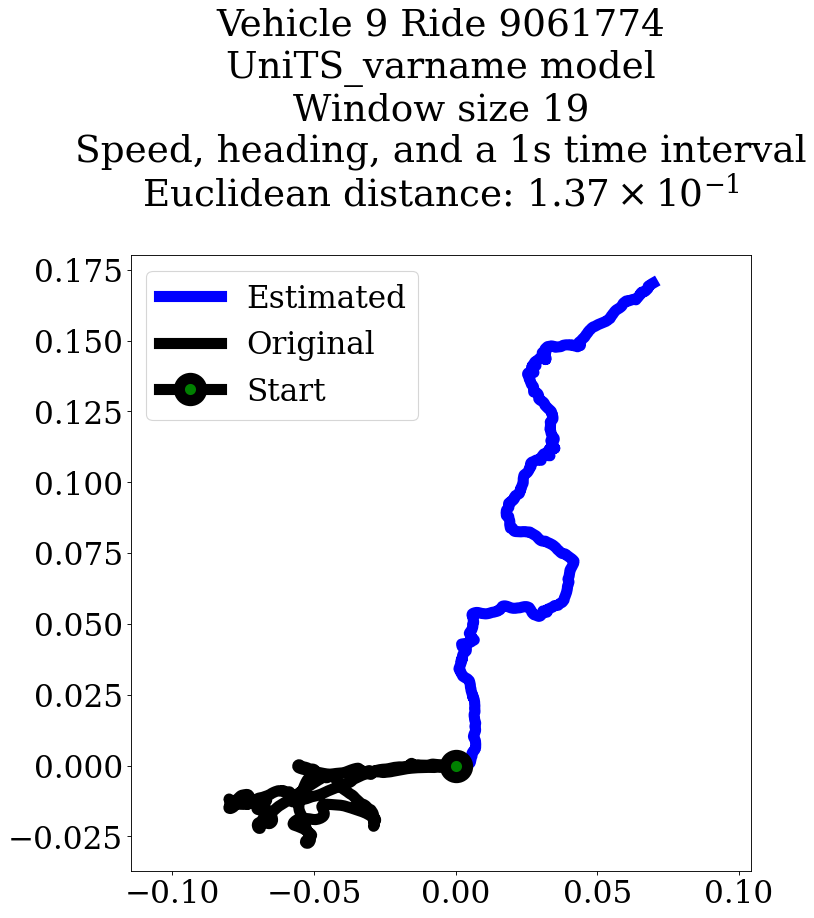 Vehicle 9 Ride 9061774
UniTS_varname model
Window size 19
Speed, heading, and a 1s time interval
Euclidean distance: 1.37 × 10⁻¹
Estimated
Original
Start
0.175
0.150
0.125
0.100
0.075
0.050
0.025
0.000
−0.025
−0.10
−0.05
0.00
0.05
0.10